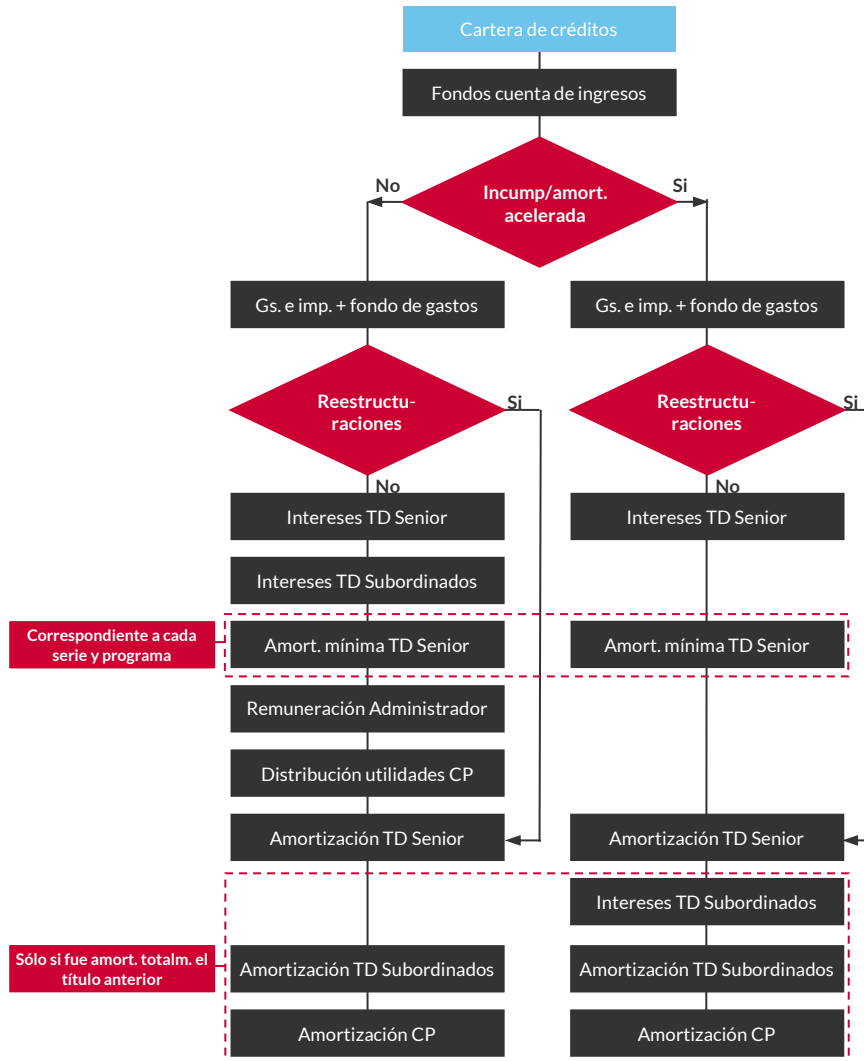 Cartera de créditos
Fondos cuenta de ingresos
No
Incump/amort.
acelerada
Si
Gs. e imp. + fondo de gastos
Gs. e imp. + fondo de gastos
Reestructu-
raciones
Si
Reestructu-
raciones
Si
No
No
Intereses TD Senior
Intereses TD Senior
Intereses TD Subordinados
Correspondiente a cada
serie y programa
Amort. mínima TD Senior
Amort. mínima TD Senior
Remuneración Administrador
Distribución utilidades CP
Amortización TD Senior
Amortización TD Senior
Intereses TD Subordinados
Sólo si fue amort. totalm. el
título anterior
Amortización TD Subordinados
Amortización TD Subordinados
Amortización CP
Amortización CP